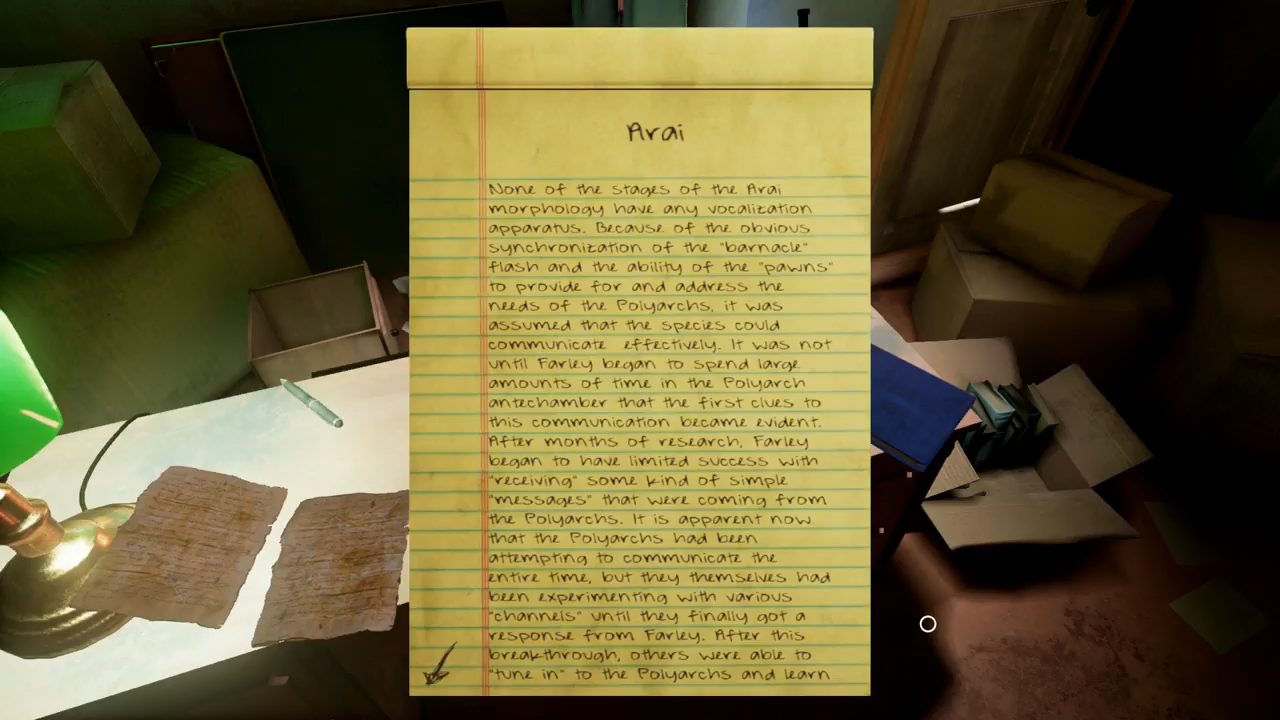 Arai
None of the stages of the Arai
morphology have any vocalization
apparatus. Because of the obvious
synchronization of the "barnacle"
flash and the ability of the "pawns"
to provide for and address the
needs of the Polyarchs, it was
assumed that the species could
communicate effectively. It was not
until Farley began to spend large
amounts of time in the Polyarch
antechamber that the first clues to
this communication became evident.
After months of research, Farley
began to have limited success with
"receiving" some kind of simple
"messages" that were coming from
the Polyarchs. It is apparent now
that the Polyarchs had been
attempting to communicate the
entire time, but they themselves had
been experimenting with various
"channels" until they finally got a
response from Farley. After this
breakthrough, others were able to
"tune in" to the Polyarchs and learn